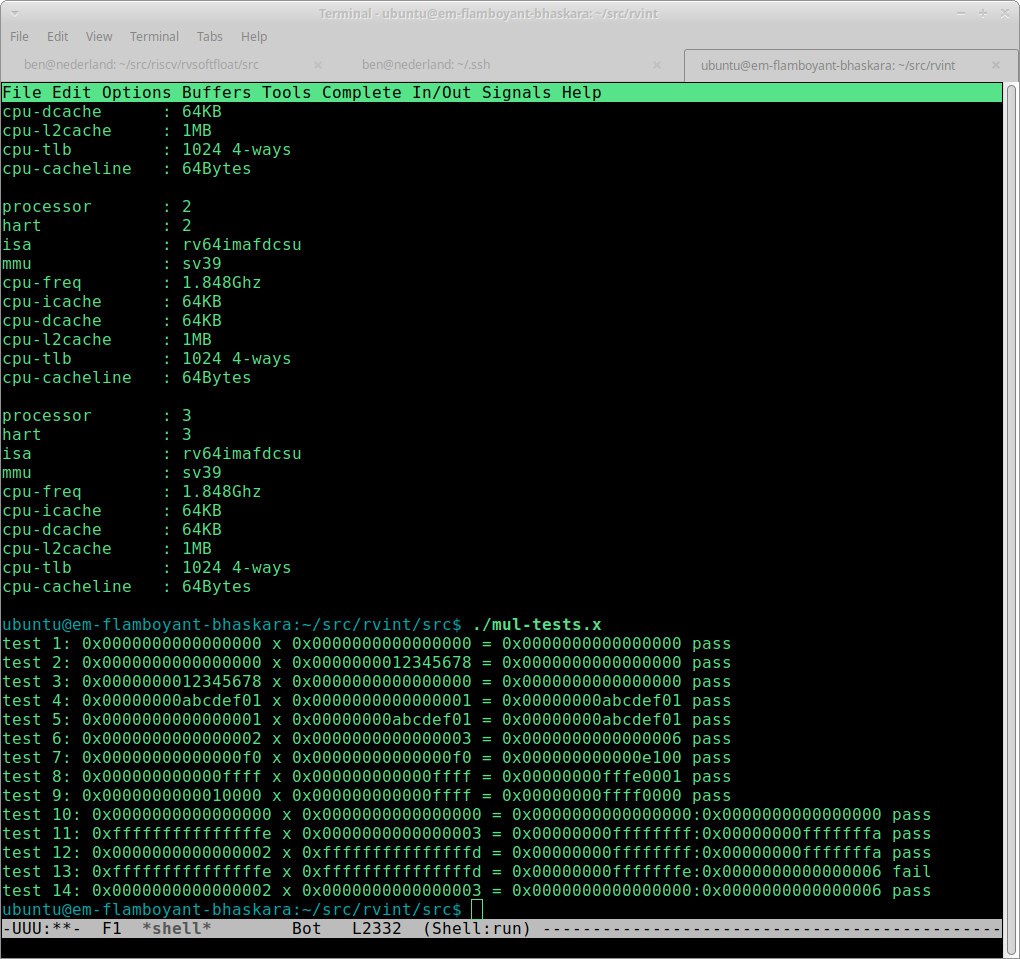 Terminal - ubuntu@em-flamboyant-bhaskara: ~/src/rvint
File Edit View Terminal Tabs Help
ben@nederland: ~/src/riscv/rvsoftfloat/src × ben@nederland: ~/.ssh × ubuntu@em-flamboyant-bhaskara: ~/src/rvint ×
File Edit Options Buffers Tools Complete In/Out Signals Help
cpu-dcache      : 64KB
cpu-l2cache     : 1MB
cpu-tlb         : 1024 4-ways
cpu-cacheline   : 64Bytes
processor       : 2
hart            : 2
isa             : rv64imafdcsu
mmu             : sv39
cpu-freq        : 1.848Ghz
cpu-icache      : 64KB
cpu-dcache      : 64KB
cpu-l2cache     : 1MB
cpu-tlb         : 1024 4-ways
cpu-cacheline   : 64Bytes
processor       : 3
hart            : 3
isa             : rv64imafdcsu
mmu             : sv39
cpu-freq        : 1.848Ghz
cpu-icache      : 64KB
cpu-dcache      : 64KB
cpu-l2cache     : 1MB
cpu-tlb         : 1024 4-ways
cpu-cacheline   : 64Bytes
ubuntu@em-flamboyant-bhaskara:~/src/rvint/src$ ./mul-tests.x
test 1: 0x0000000000000000 x 0x0000000000000000 = 0x0000000000000000 pass
test 2: 0x0000000000000000 x 0x0000000012345678 = 0x0000000000000000 pass
test 3: 0x0000000012345678 x 0x0000000000000000 = 0x0000000000000000 pass
test 4: 0x00000000abcdef01 x 0x0000000000000001 = 0x00000000abcdef01 pass
test 5: 0x0000000000000001 x 0x00000000abcdef01 = 0x00000000abcdef01 pass
test 6: 0x0000000000000002 x 0x0000000000000003 = 0x0000000000000006 pass
test 7: 0x00000000000000f0 x 0x00000000000000f0 = 0x000000000000e100 pass
test 8: 0x000000000000ffff x 0x000000000000ffff = 0x00000000fffe0001 pass
test 9: 0x0000000000010000 x 0x000000000000ffff = 0x00000000ffff0000 pass
test 10: 0x0000000000000000 x 0x0000000000000000 = 0x0000000000000000:0x0000000000000000 pass
test 11: 0xfffffffffffffffe x 0x0000000000000003 = 0x00000000ffffffff:0x00000000fffffffa pass
test 12: 0x0000000000000002 x 0xfffffffffffffffd = 0x00000000ffffffff:0x00000000fffffffa pass
test 13: 0xfffffffffffffffe x 0xfffffffffffffffd = 0x00000000fffffffe:0x0000000000000006 fail
test 14: 0x0000000000000002 x 0x0000000000000003 = 0x0000000000000000:0x0000000000000006 pass
ubuntu@em-flamboyant-bhaskara:~/src/rvint/src$
-UUU:**-  F1  *shell*        Bot   L2332  (Shell:run) ----------------------------------------------